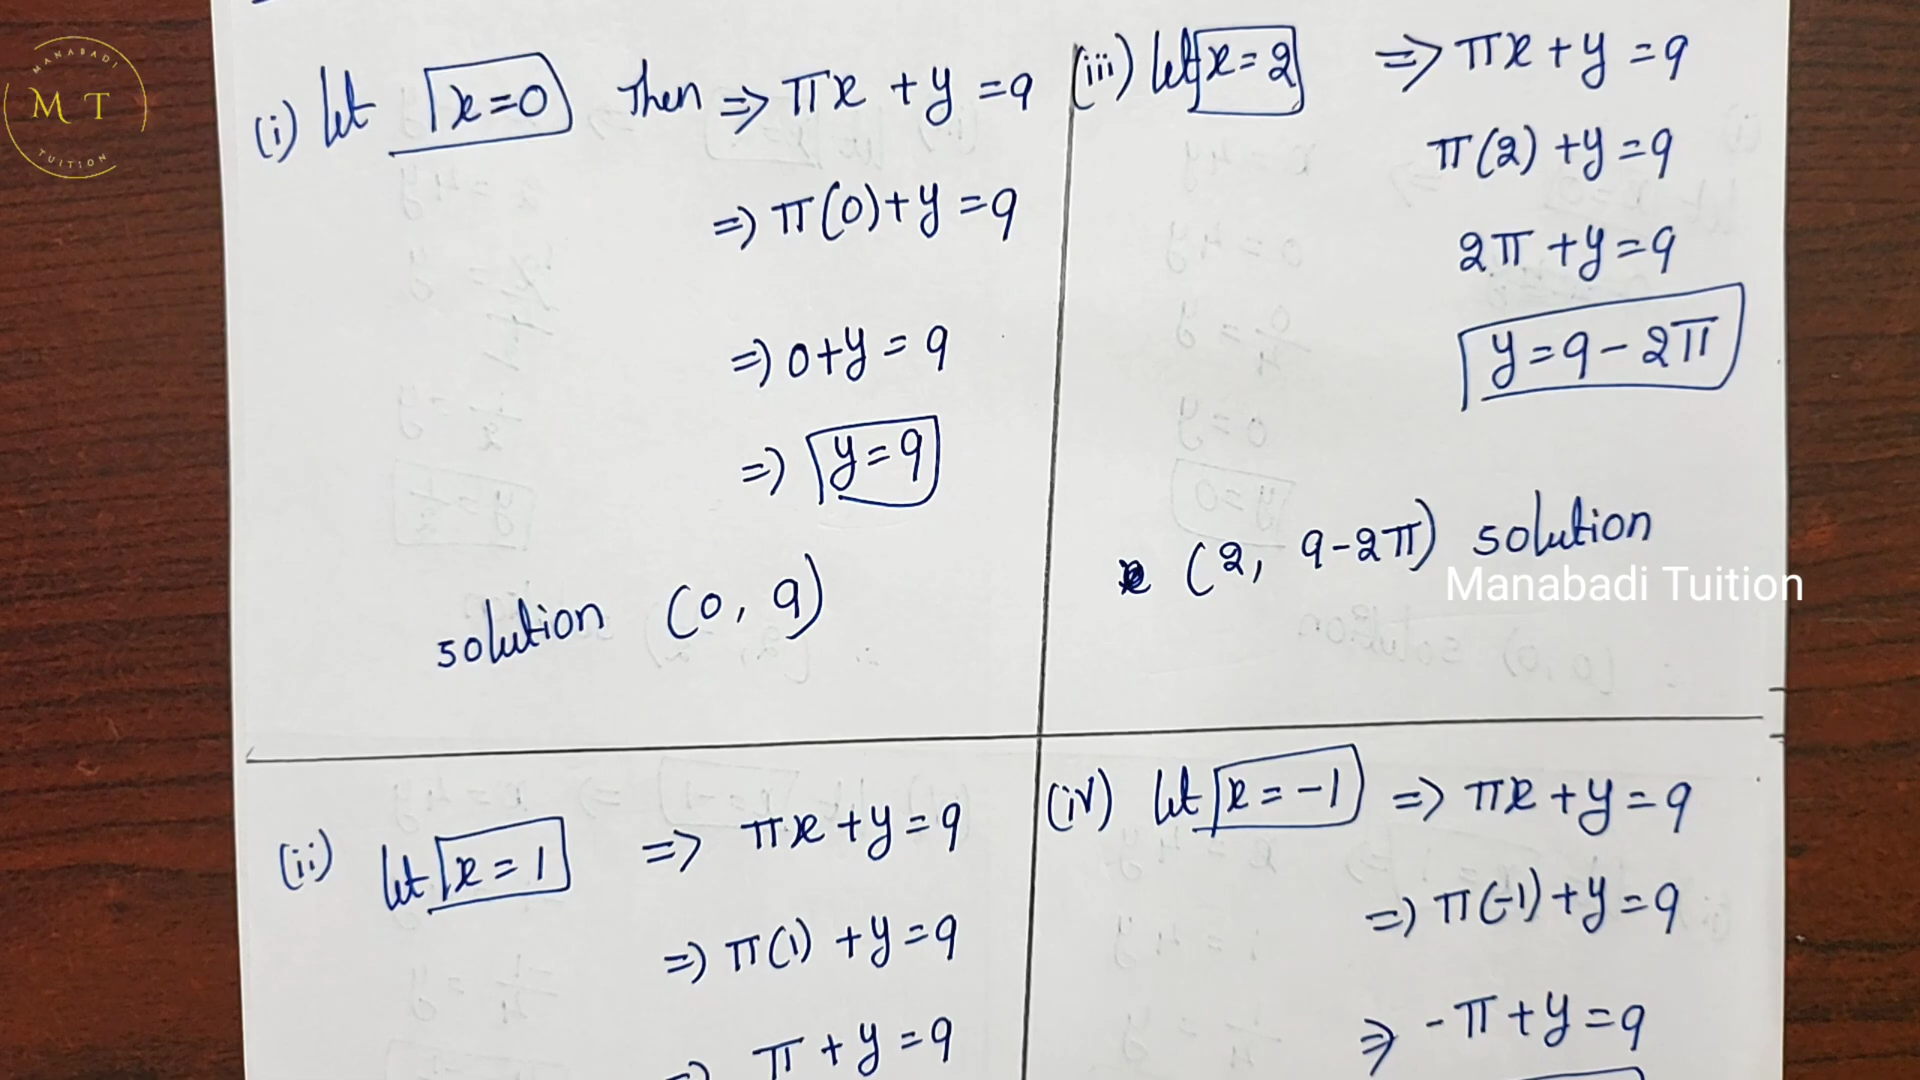 MANABADI
M T
TUITION
(i) let x=0 Then => πx + y = 9
=> π(0)+y = 9
=> 0+y = 9
=> y = 9
solution (0, 9)
(iii) let x = 2 => πx + y = 9
π(2) + y = 9
2π + y = 9
y = 9 - 2π
(2, 9-2π) solution
Manabadi Tuition
(ii) let x = 1 => πx + y = 9
=> π(1) + y = 9
=> π + y = 9
(iv) let x = -1 => πx + y = 9
=> π(-1) + y = 9
=> -π + y = 9